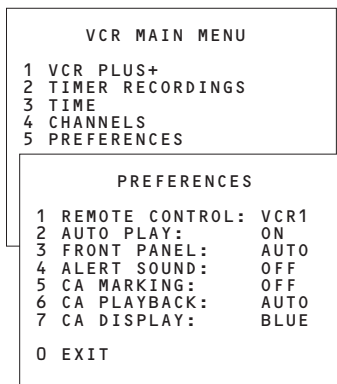 VCR MAIN MENU
1 VCR PLUS+
2 TIMER RECORDINGS
3 TIME
4 CHANNELS
5 PREFERENCES
PREFERENCES
1 REMOTE CONTROL: VCR1
2 AUTO PLAY: ON
3 FRONT PANEL: AUTO
4 ALERT SOUND: OFF
5 CA MARKING: OFF
6 CA PLAYBACK: AUTO
7 CA DISPLAY: BLUE
0 EXIT